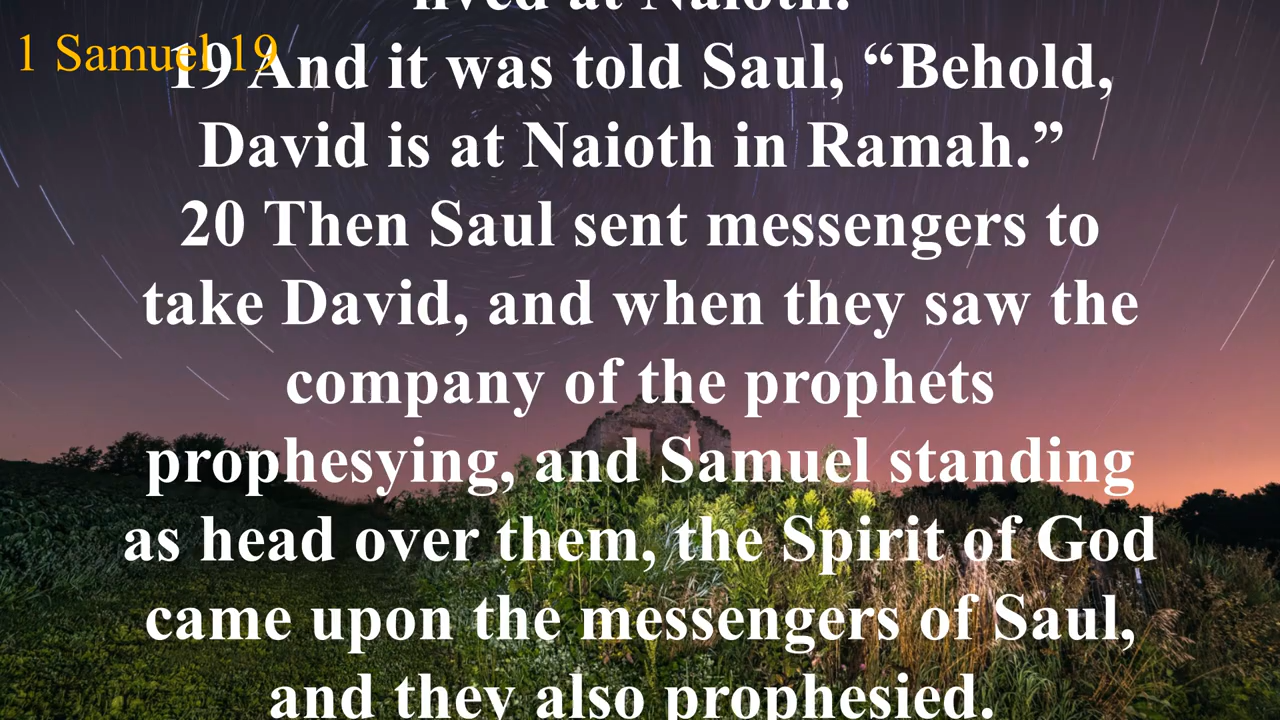 lived at Naioth.
1 Samuel 19
19 And it was told Saul, “Behold,
David is at Naioth in Ramah.”
20 Then Saul sent messengers to
take David, and when they saw the
company of the prophets
prophesying, and Samuel standing
as head over them, the Spirit of God
came upon the messengers of Saul,
and they also prophesied.